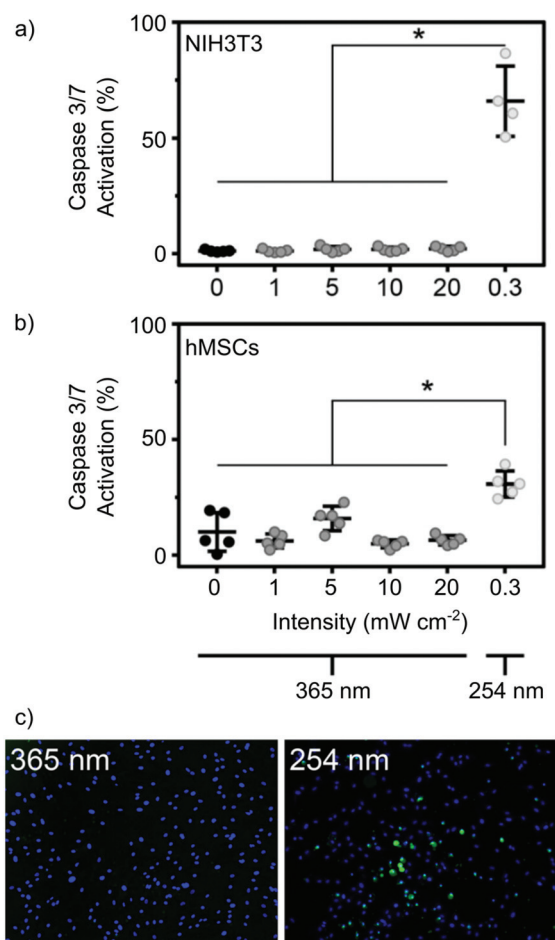 a)
NIH3T3
*
Caspase 3/7
Activation (%)
100
50
0
0 1 5 10 20 0.3
b)
hMSCs
*
Caspase 3/7
Activation (%)
100
50
0
0 1 5 10 20 0.3
Intensity (mW cm⁻²)
365 nm 254 nm
c)
365 nm 254 nm